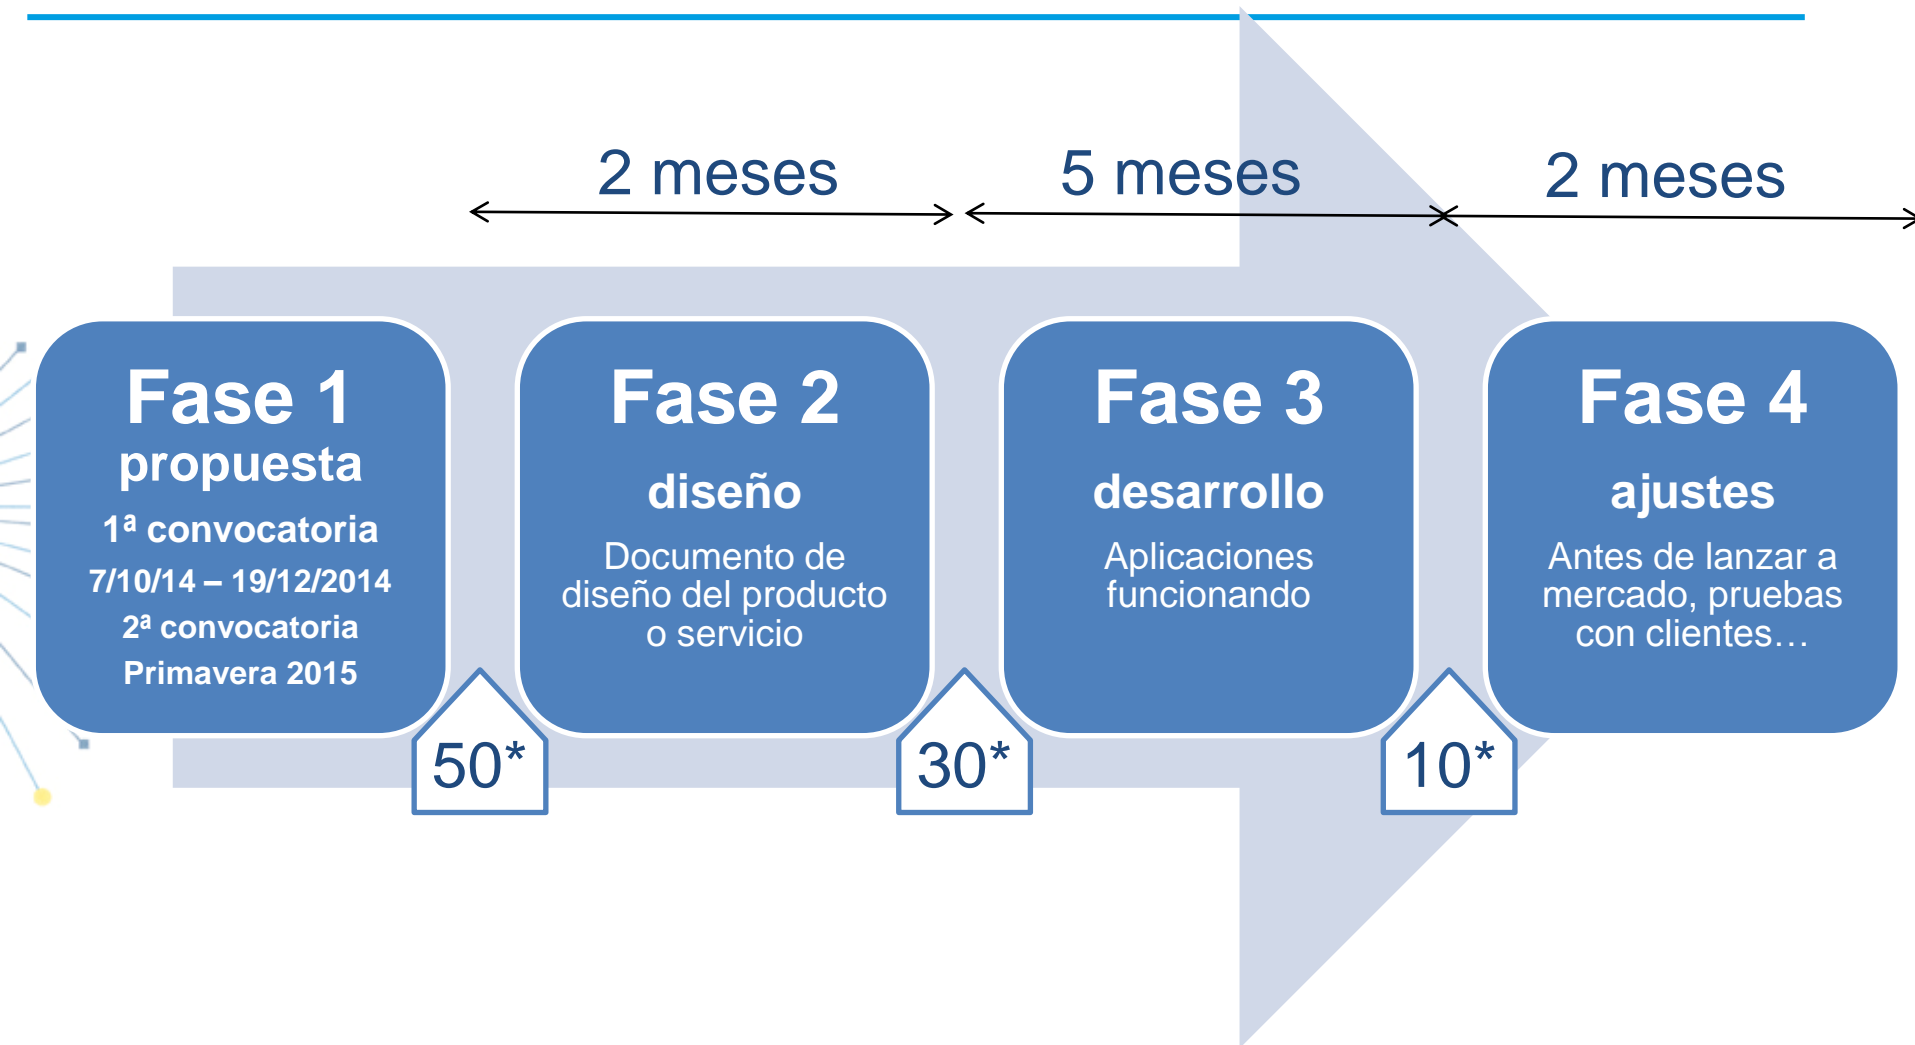 2 meses
5 meses
2 meses
Fase 1
propuesta
1ª convocatoria
7/10/14 – 19/12/2014
2ª convocatoria
Primavera 2015
Fase 2
diseño
Documento de
diseño del producto
o servicio
Fase 3
desarrollo
Aplicaciones
funcionando
Fase 4
ajustes
Antes de lanzar a
mercado, pruebas
con clientes…
50*
30*
10*